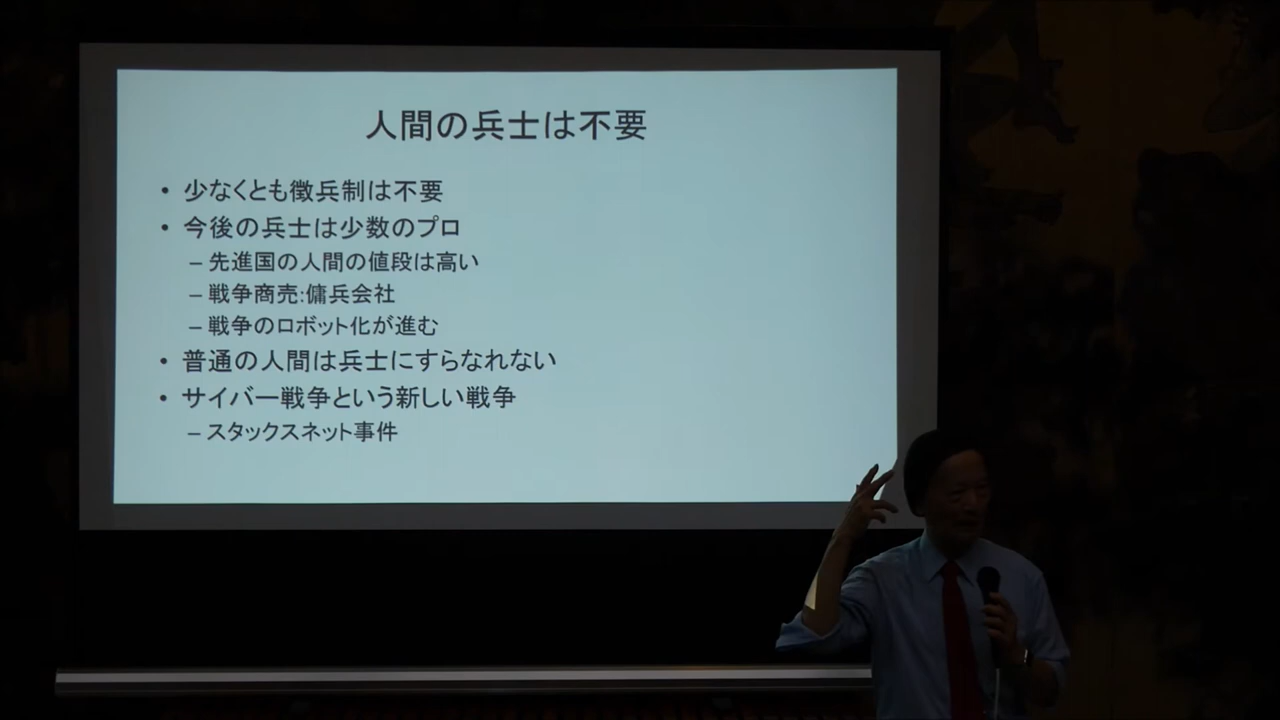 人間の兵士は不要
• 少なくとも徴兵制は不要
• 今後の兵士は少数のプロ
– 先進国の人間の値段は高い
– 戦争商売:傭兵会社
– 戦争のロボット化が進む
• 普通の人間は兵士にすらなれない
• サイバー戦争という新しい戦争
– スタックスネット事件